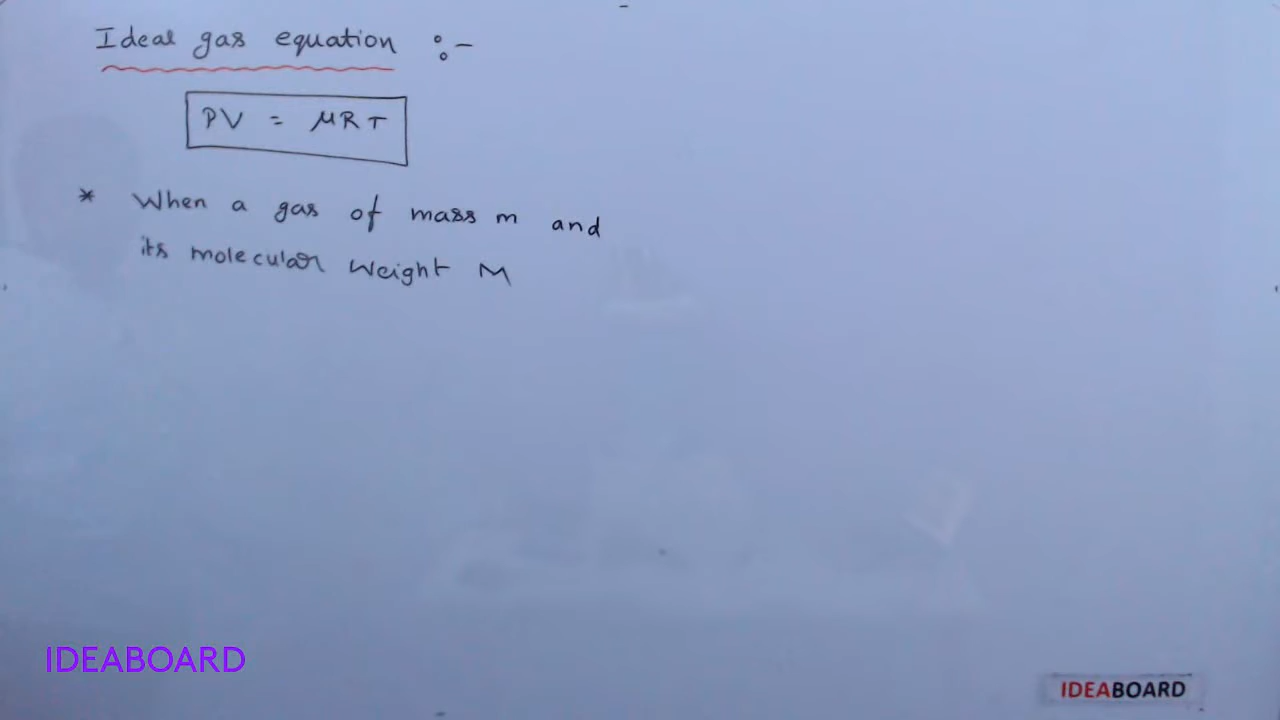 Ideal gas equation :-
PV = μRT
* When a gas of mass m and
its molecular Weight M
IDEABOARD
IDEABOARD